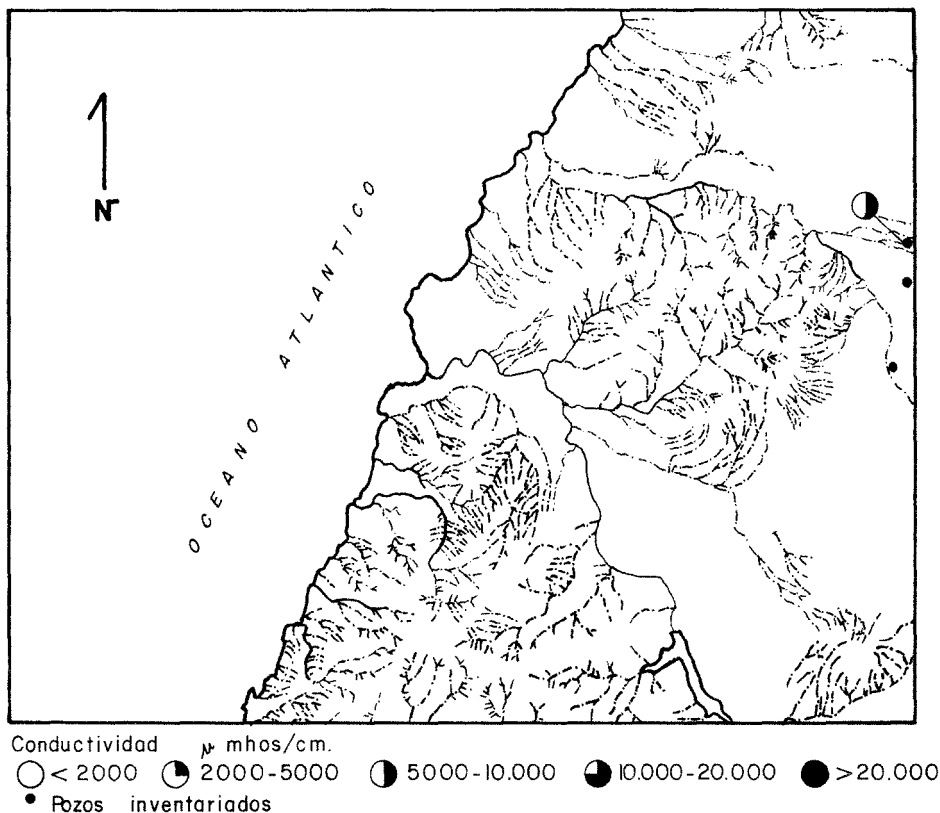 N
OCEANO ATLANTICO
Conductividad μ mhos/cm.
< 2000 2000-5000 5000-10.000 10.000-20.000 >20.000
Pozos inventariados